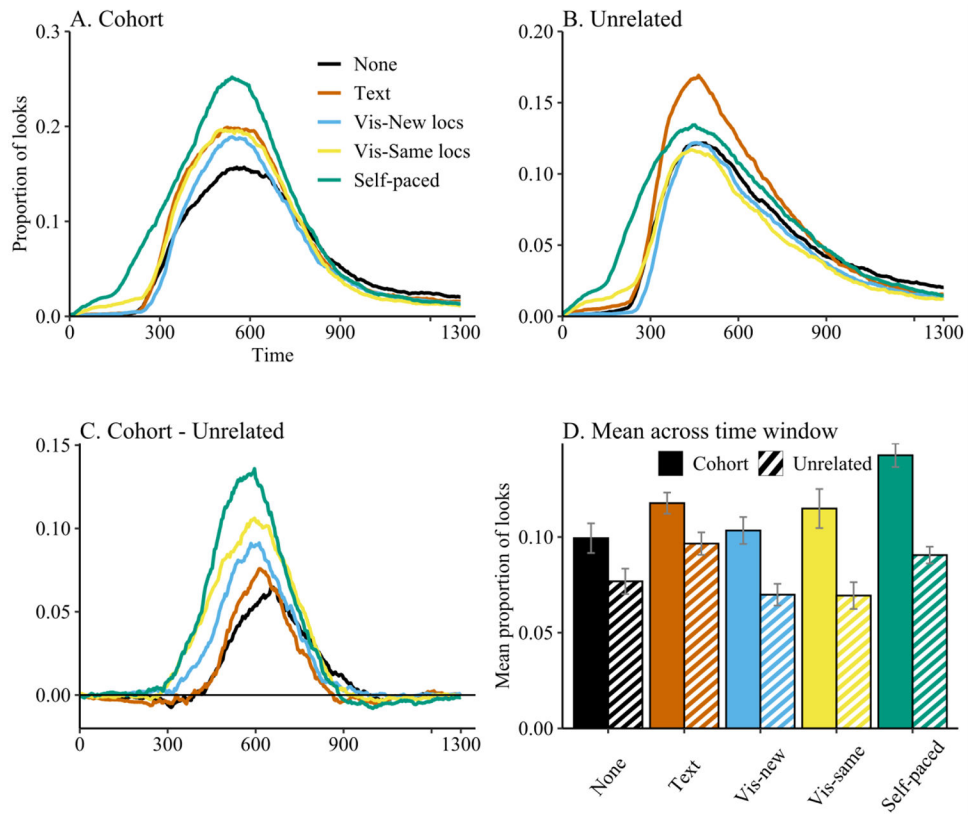 A. Cohort
0.3
0.2
0.1
0.0
Proportion of looks
0 300 600 900 1300
Time
None
Text
Vis-New locs
Vis-Same locs
Self-paced
B. Unrelated
0.20
0.15
0.10
0.05
0.00
0 300 600 900 1300
C. Cohort - Unrelated
0.15
0.10
0.05
0.00
0 300 600 900 1300
D. Mean across time window
Cohort Unrelated
Mean proportion of looks
0.10
0.05
0.00
None
Text
Vis-new
Vis-same
Self-paced